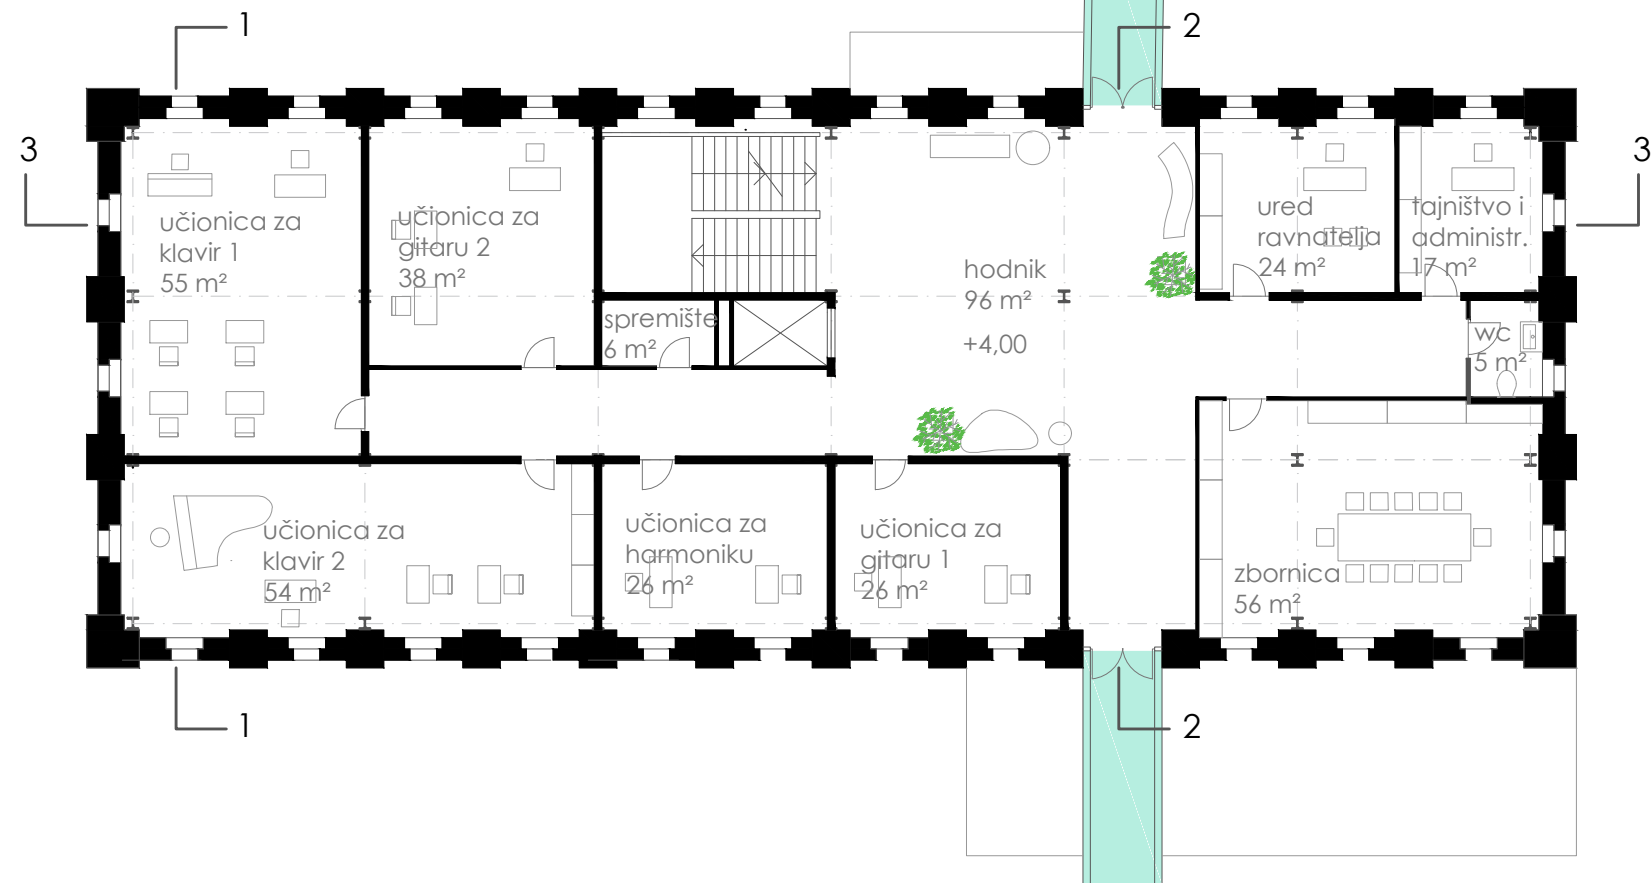 1
2
3
3
učionica za
klavir 1
55 m²
učionica za
gitaru 2
38 m²
spremište
6 m²
hodnik
96 m²
+4,00
ured
ravnatelja
24 m²
tajništvo i
administr.
17 m²
wc
5 m²
učionica za
klavir 2
54 m²
učionica za
harmoniku
26 m²
učionica za
gitaru 1
26 m²
zbornica
56 m²
1
2